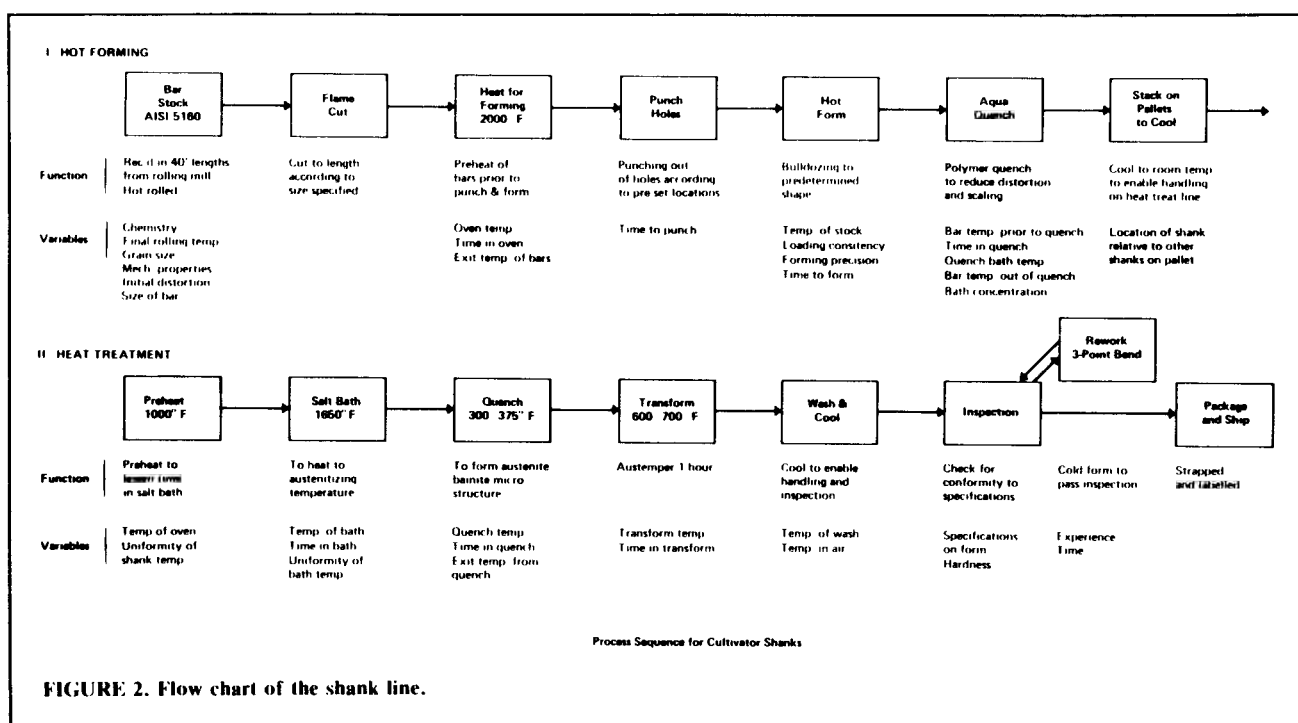 I HOT FORMING
Bar
Stock
AISI 5160
Flame
Cut
Heat for
Forming
2000 F
Punch
Holes
Hot
Form
Aqua
Quench
Stack on
Pallets
to Cool
Function
Rec.d in 40' lengths
from rolling mill
Hot rolled
Cut to length
according to
size specified
Preheat of
bars prior to
punch & form
Punching out
of holes according
to pre set locations
Bulldozing to
predetermined
shape
Polymer quench
to reduce distortion
and scaling
Cool to room temp
to enable handling
on heat treat line
Variables
Chemistry
Final rolling temp
Grain size
Mech. properties
Initial distortion
Size of bar
Oven temp
Time in oven
Exit temp. of bars
Time to punch
Temp. of stock
Loading consitency
Forming precision
Time to form
Bar temp prior to quench
Time in quench
Quench bath temp
Bar temp out of quench
Bath concentration
Location of shank
relative to other
shanks on pallet
II HEAT TREATMENT
Rework
3-Point Bend
Preheat
1000° F
Salt Bath
1650° F
Quench
300 375° F
Transform
600 700 F
Wash &
Cool
Inspection
Package
and Ship
Function
Preheat to
lessen time
in salt bath
To heat to
austenitizing
temperature
To form austenite
bainite micro
structure
Austemper 1 hour
Cool to enable
handling and
inspection
Check for
conformity to
specifications
Cold form to
pass inspection
Strapped
and labelled
Variables
Temp of oven
Uniformity of
shank temp
Temp. of bath
Time in bath
Uniformity of
bath temp
Quench temp
Time in quench
Exit temp from
quench
Transform temp
Time in transform
Temp. of wash
Temp. in air
Specifications
on form
Hardness
Experience
Time
Process Sequence for Cultivator Shanks
FIGURE 2. Flow chart of the shank line.